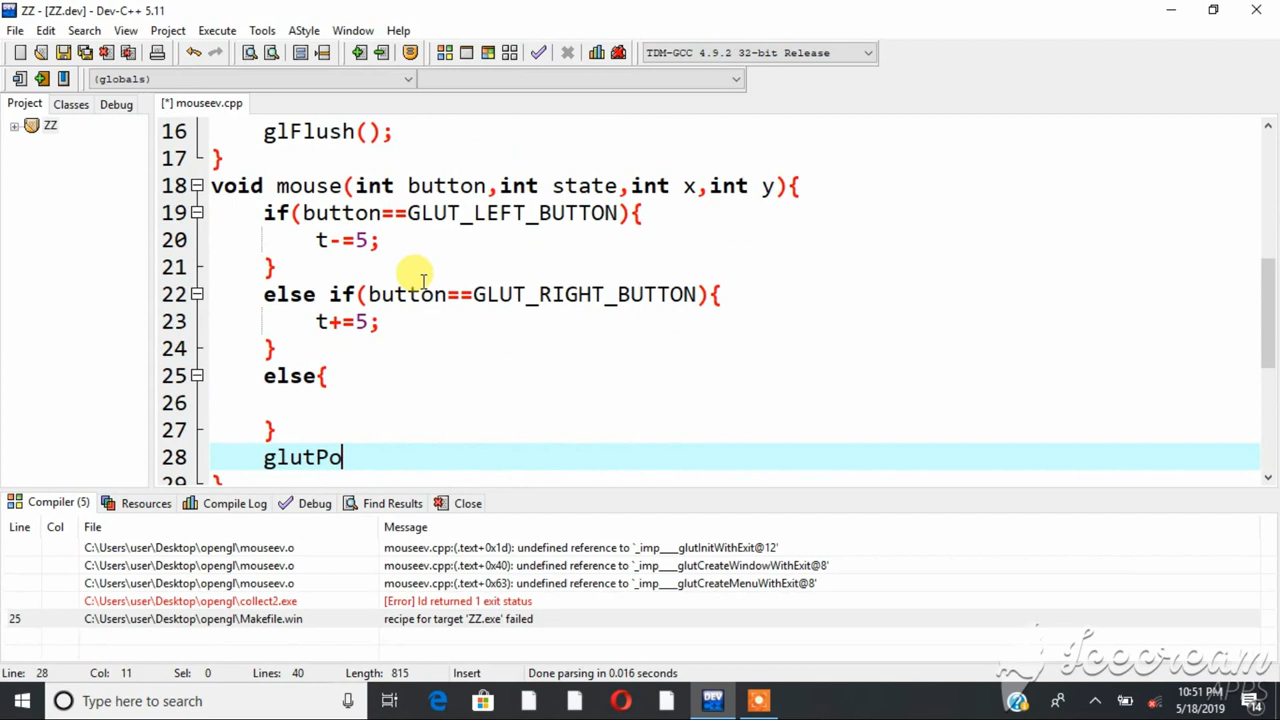 ZZ - [ZZ.dev] - Dev-C++ 5.11
File Edit Search View Project Execute Tools AStyle Window Help
TDM-GCC 4.9.2 32-bit Release
(globals)
Project Classes Debug [*] mouseev.cpp
ZZ
16 glFlush();
17 }
18 void mouse(int button,int state,int x,int y){
19 if(button==GLUT_LEFT_BUTTON){
20 t-=5;
21 }
22 else if(button==GLUT_RIGHT_BUTTON){
23 t+=5;
24 }
25 else{
26
27 }
28 glutPo
29 }
Compiler (5) Resources Compile Log Debug Find Results Close
Line Col File Message
C:\Users\user\Desktop\opengl\mouseev.o mouseev.cpp:(.text+0x1d): undefined reference to `_imp____glutInitWithExit@12'
C:\Users\user\Desktop\opengl\mouseev.o mouseev.cpp:(.text+0x40): undefined reference to `_imp____glutCreateWindowWithExit@8'
C:\Users\user\Desktop\opengl\mouseev.o mouseev.cpp:(.text+0x63): undefined reference to `_imp____glutCreateMenuWithExit@8'
C:\Users\user\Desktop\opengl\collect2.exe [Error] ld returned 1 exit status
25 C:\Users\user\Desktop\opengl\Makefile.win recipe for target 'ZZ.exe' failed
Icecream
APPS
Line: 28 Col: 11 Sel: 0 Lines: 40 Length: 815 Insert Done parsing in 0.016 seconds
Type here to search
DEV
10:51 PM
5/18/2019
14